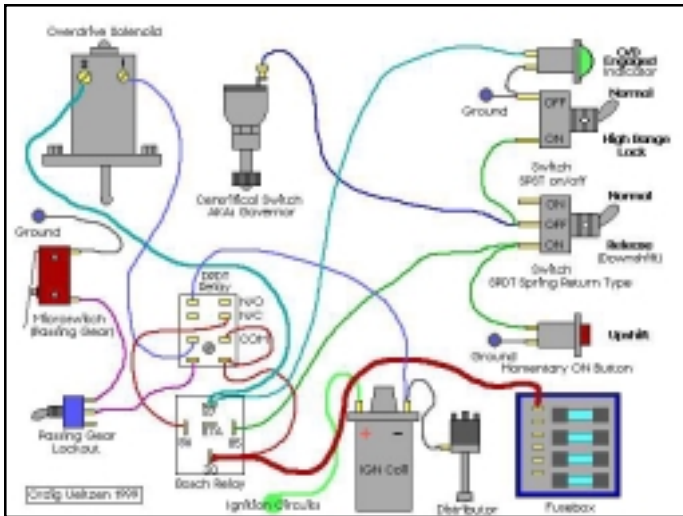 Overdrive Solenoid
O/D
Engaged
Indicator
Normal
OFF
Ground
ON
High Range
Lock
Switch
SPST on/off
Centrifical Switch
AKA: Governor
Normal
ON
OFF
ON
Release
(Downshift)
Switch
SPDT Spring Return Type
Ground
Microswitch
(Passing Gear)
DPDT
Relay
N/O
N/C
COM
Upshift
Ground
Momentary ON Button
Passing Gear
Lockout
87
87A
86
85
30
Bosch Relay
+
-
IGN Coil
Ignition Circuits
Distributor
Fusebox
Craig Ueltzen 1999